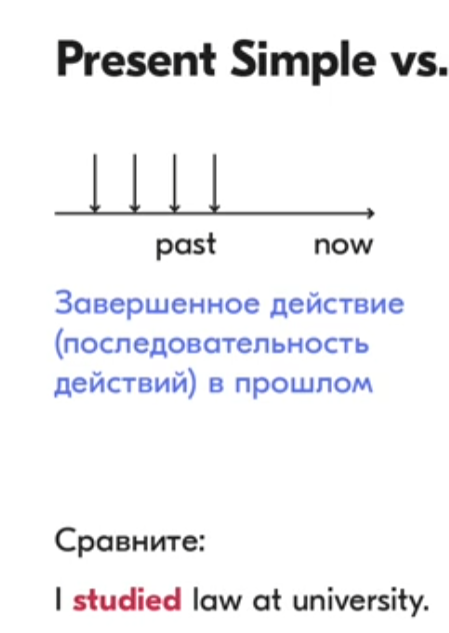 Present Simple vs.
past now
Завершенное действие
(последовательность
действий) в прошлом
Сравните:
I studied law at university.